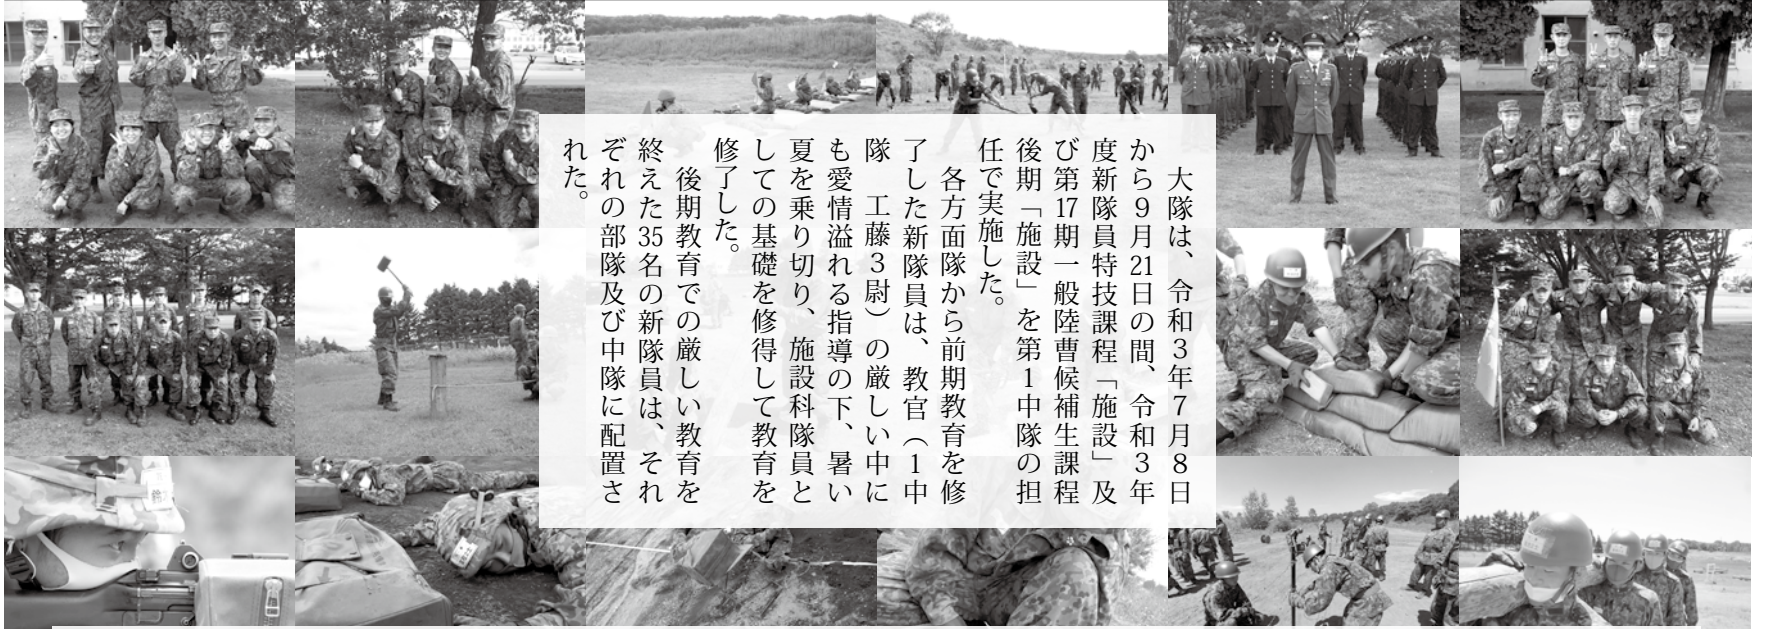 大隊は、令和３年７月８日
から９月21日の間、令和３年
度新隊員特技課程「施設」及
び第17期一般陸曹候補生課程
後期「施設」を第１中隊の担
任で実施した。
　各方面隊から前期教育を修
了した新隊員は、教官（１中
隊　工藤３尉）の厳しい中に
も愛情溢れる指導の下、暑い
夏を乗り切り、施設科隊員と
しての基礎を修得して教育を
修了した。
　後期教育での厳しい教育を
終えた35名の新隊員は、それ
ぞれの部隊及び中隊に配置さ
れた。